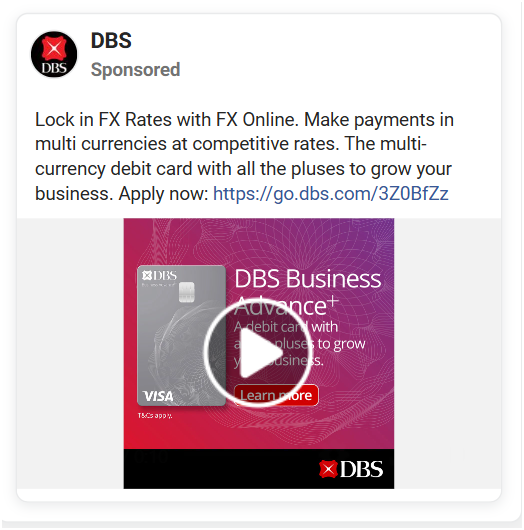 DBS
DBS
Sponsored
Lock in FX Rates with FX Online. Make payments in
multi currencies at competitive rates. The multi-
currency debit card with all the pluses to grow your
business. Apply now: https://go.dbs.com/3Z0BfZz
DBS
DBS Business
Advance+
A debit card with
pluses to grow
business.
Learn more
VISA
T&Cs apply.
DBS